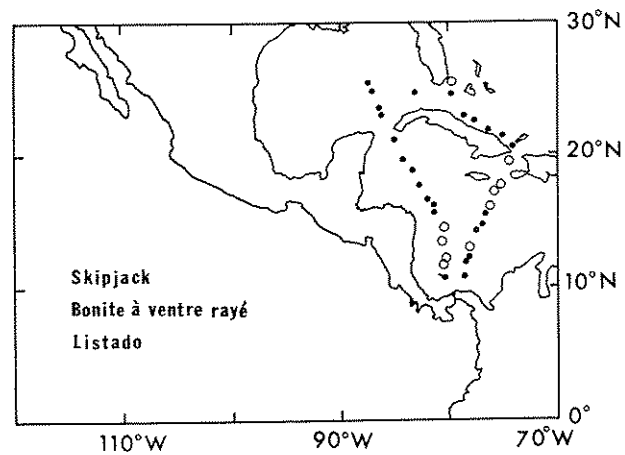 30°N
20°N
10°N
Skipjack
Bonite à ventre rayé
Listado
0°
110°W
90°W
70°W